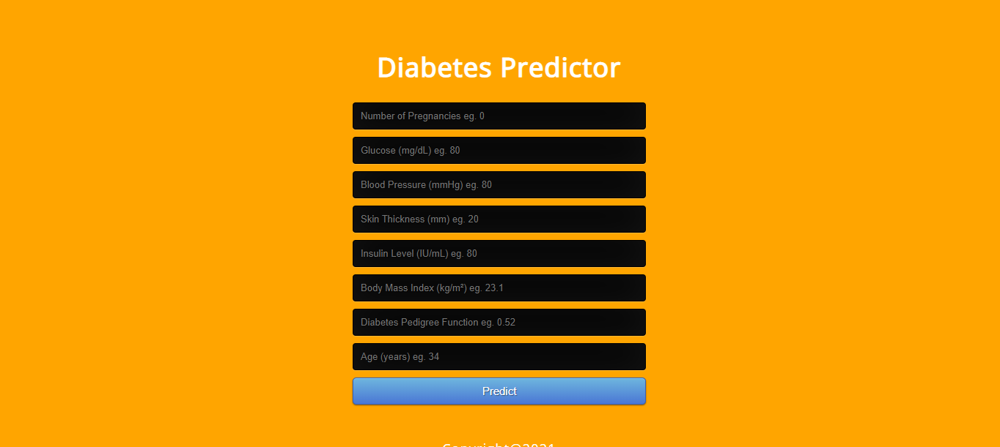 Diabetes Predictor
Number of Pregnancies eg. 0
Glucose (mg/dL) eg. 80
Blood Pressure (mmHg) eg. 80
Skin Thickness (mm) eg. 20
Insulin Level (IU/mL) eg. 80
Body Mass Index (kg/m²) eg. 23.1
Diabetes Pedigree Function eg. 0.52
Age (years) eg. 34
Predict
Copyright©2021